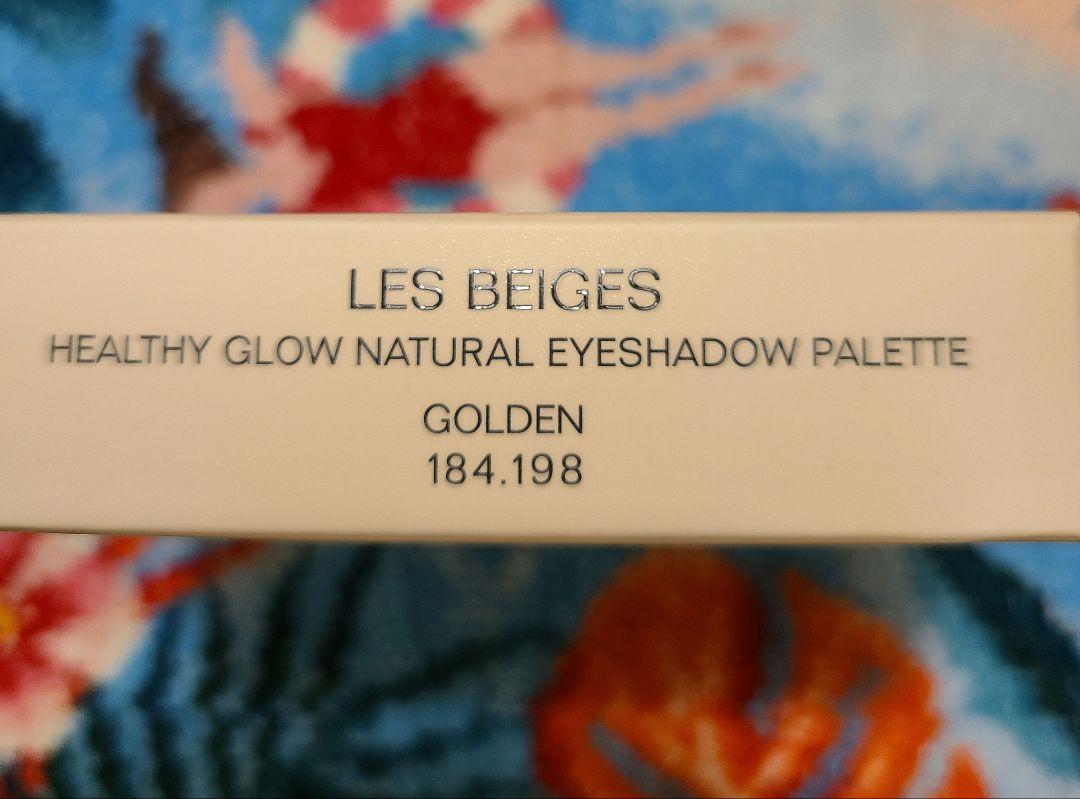 LES BEIGES
HEALTHY GLOW NATURAL EYESHADOW PALETTE
GOLDEN
184.198